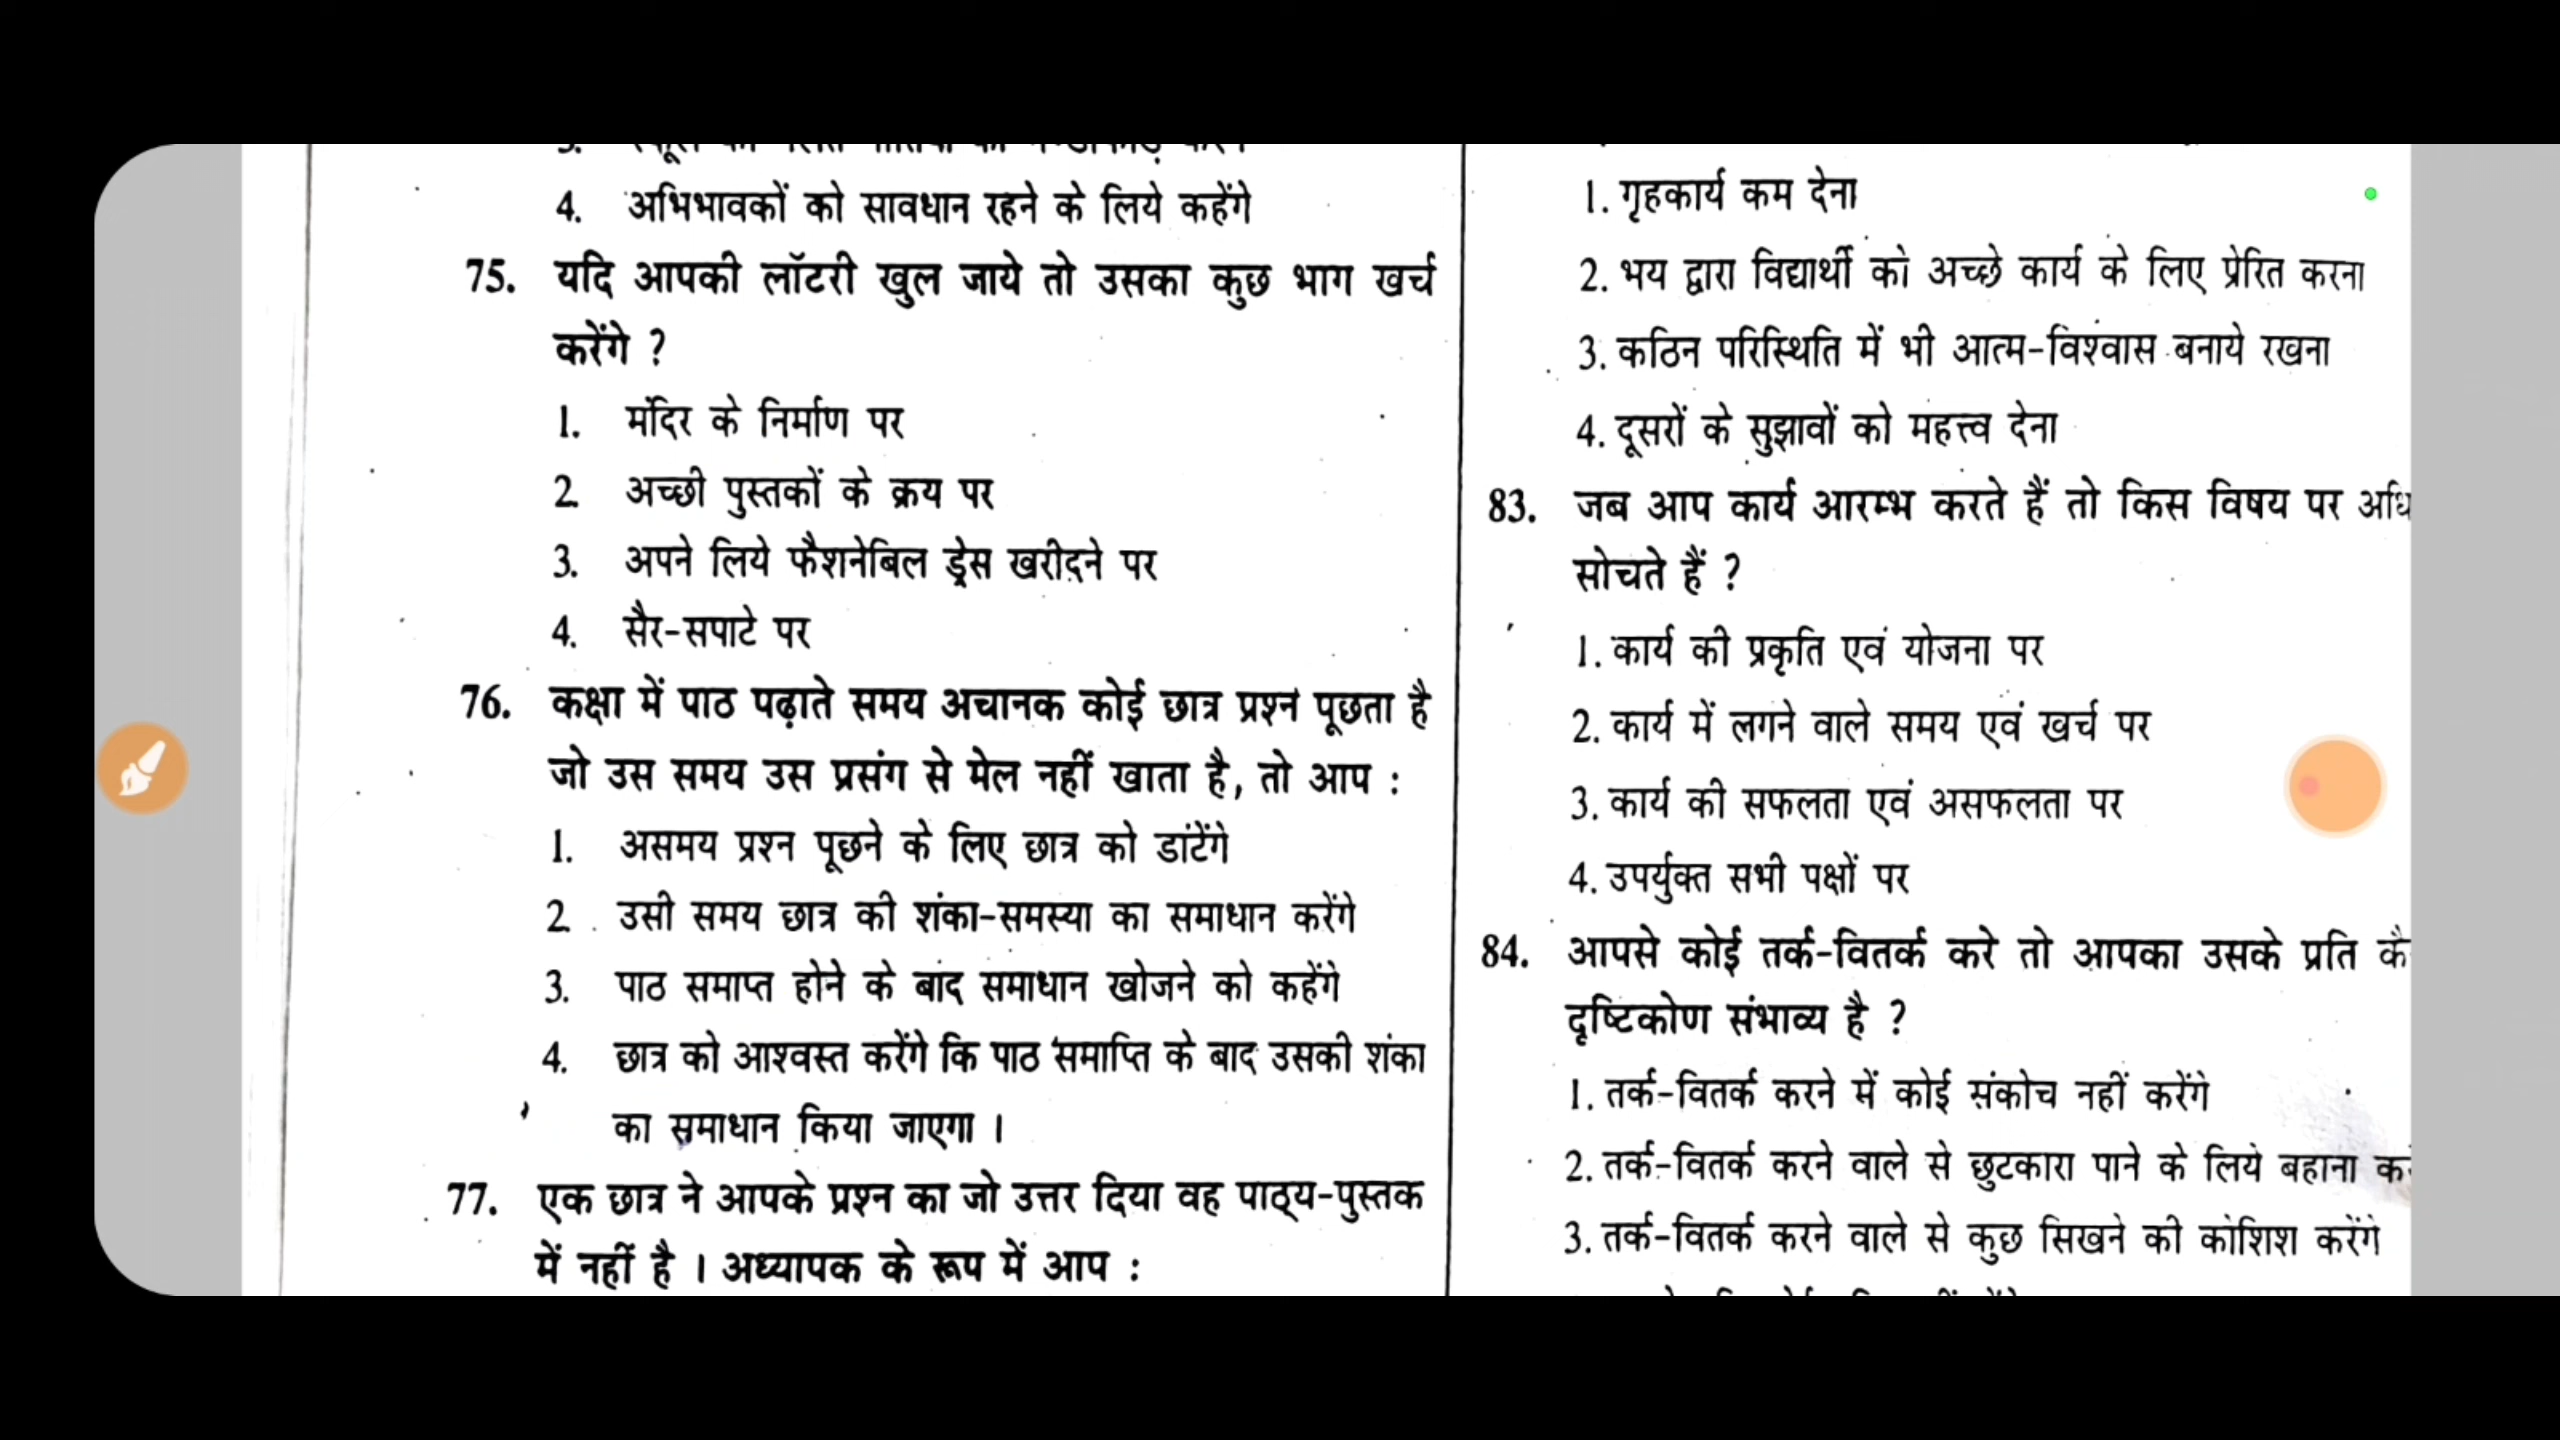 4. अभिभावकों को सावधान रहने के लिये कहेंगे
75. यदि आपकी लॉटरी खुल जाये तो उसका कुछ भाग खर्च
करेंगे ?
1. मंदिर के निर्माण पर
2. अच्छी पुस्तकों के क्रय पर
3. अपने लिये फैशनेबिल ड्रेस खरीदने पर
4. सैर-सपाटे पर
76. कक्षा में पाठ पढ़ाते समय अचानक कोई छात्र प्रश्न पूछता है
जो उस समय उस प्रसंग से मेल नहीं खाता है, तो आप :
1. असमय प्रश्न पूछने के लिए छात्र को डांटेंगे
2. उसी समय छात्र की शंका-समस्या का समाधान करेंगे
3. पाठ समाप्त होने के बाद समाधान खोजने को कहेंगे
4. छात्र को आश्वस्त करेंगे कि पाठ समाप्ति के बाद उसकी शंका
का समाधान किया जाएगा ।
77. एक छात्र ने आपके प्रश्न का जो उत्तर दिया वह पाठ्य-पुस्तक
में नहीं है । अध्यापक के रूप में आप :
1. गृहकार्य कम देना
2. भय द्वारा विद्यार्थी को अच्छे कार्य के लिए प्रेरित करना
3. कठिन परिस्थिति में भी आत्म-विश्वास बनाये रखना
4. दूसरों के सुझावों को महत्त्व देना
83. जब आप कार्य आरम्भ करते हैं तो किस विषय पर
सोचते हैं ?
1. कार्य की प्रकृति एवं योजना पर
2. कार्य में लगने वाले समय एवं खर्च पर
3. कार्य की सफलता एवं असफलता पर
4. उपर्युक्त सभी पक्षों पर
84. आपसे कोई तर्क-वितर्क करे तो आपका उसके प्रति
दृष्टिकोण संभाव्य है ?
1. तर्क-वितर्क करने में कोई संकोच नहीं करेंगे
2. तर्क-वितर्क करने वाले से छुटकारा पाने के लिये बहाना
3. तर्क-वितर्क करने वाले से कुछ सिखने की कोशिश करेंगे